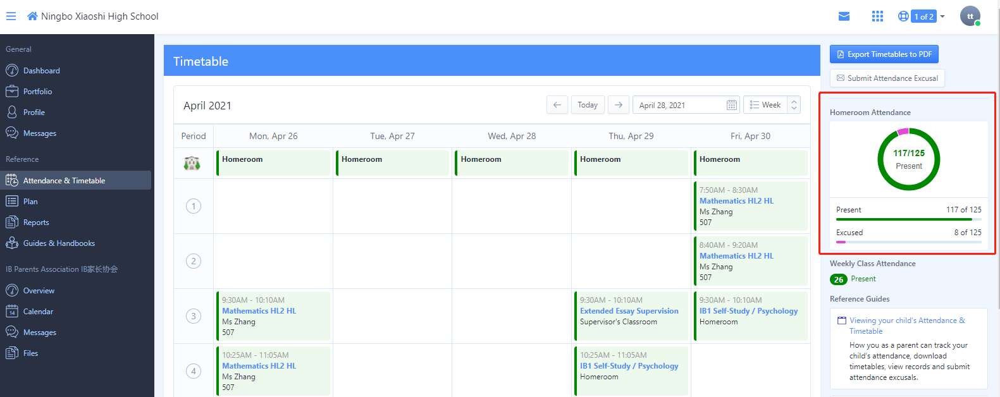 Ningbo Xiaoshi High School
1 of 2
tt
General
Dashboard
Portfolio
Profile
Messages
Reference
Attendance & Timetable
Plan
Reports
Guides & Handbooks
IB Parents Association IB家长协会
Overview
14
Calendar
Messages
Files
Timetable
April 2021
Today
April 28, 2021
Week
Period
Mon, Apr 26
Tue, Apr 27
Wed, Apr 28
Thu, Apr 29
Fri, Apr 30
Homeroom
Homeroom
Homeroom
Homeroom
Homeroom
1
7:50AM - 8:30AM
Mathematics HL2 HL
Ms Zhang
507
2
8:40AM - 9:20AM
Mathematics HL2 HL
Ms Zhang
507
3
9:30AM - 10:10AM
Mathematics HL2 HL
Ms Zhang
507
9:30AM - 10:10AM
Extended Essay Supervision
Supervisor's Classroom
9:30AM - 10:10AM
IB1 Self-Study / Psychology
Homeroom
4
10:25AM - 11:05AM
Mathematics HL2 HL
Ms Zhang
507
10:25AM - 11:05AM
IB1 Self-Study / Psychology
Homeroom
Export Timetables to PDF
Submit Attendance Excusal
Homeroom Attendance
117/125
Present
Present 117 of 125
Excused 8 of 125
Weekly Class Attendance
26 Present
Reference Guides
Viewing your child's Attendance &
Timetable
How you as a parent can track your
child's attendance, download
timetables, view records and submit
attendance excusals.